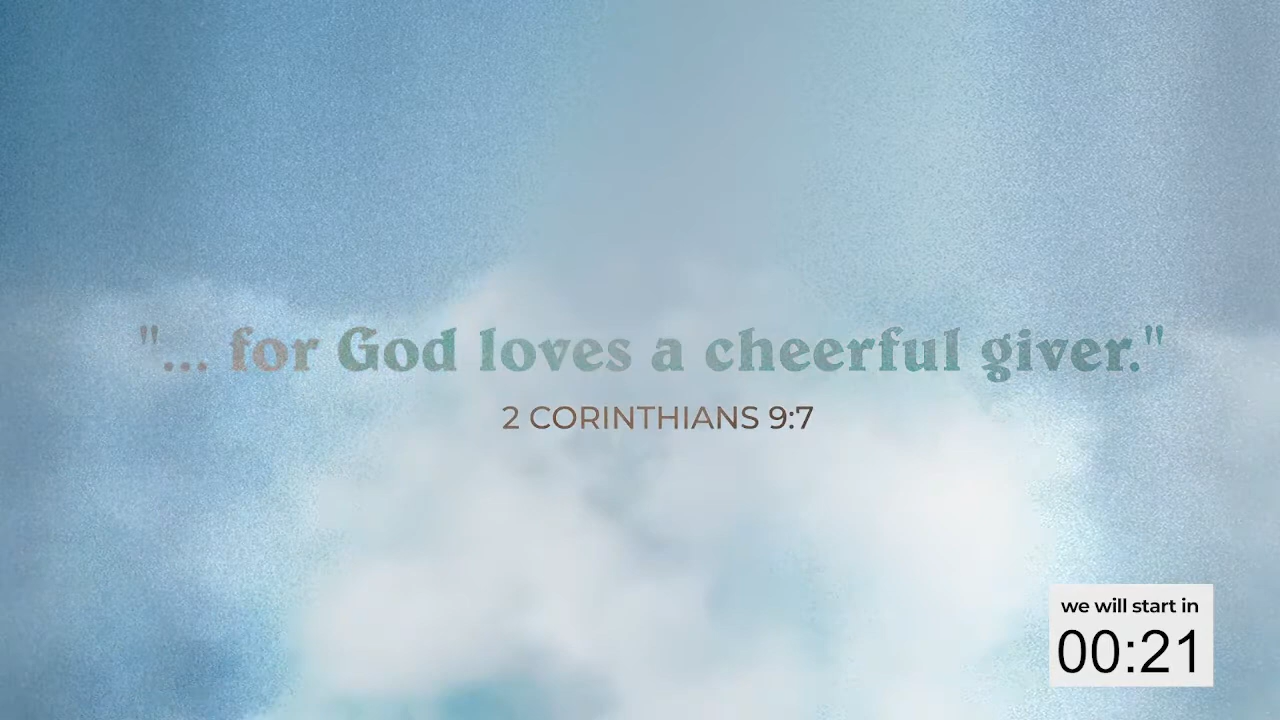 "... for God loves a cheerful giver."
2 CORINTHIANS 9:7
we will start in
00:21